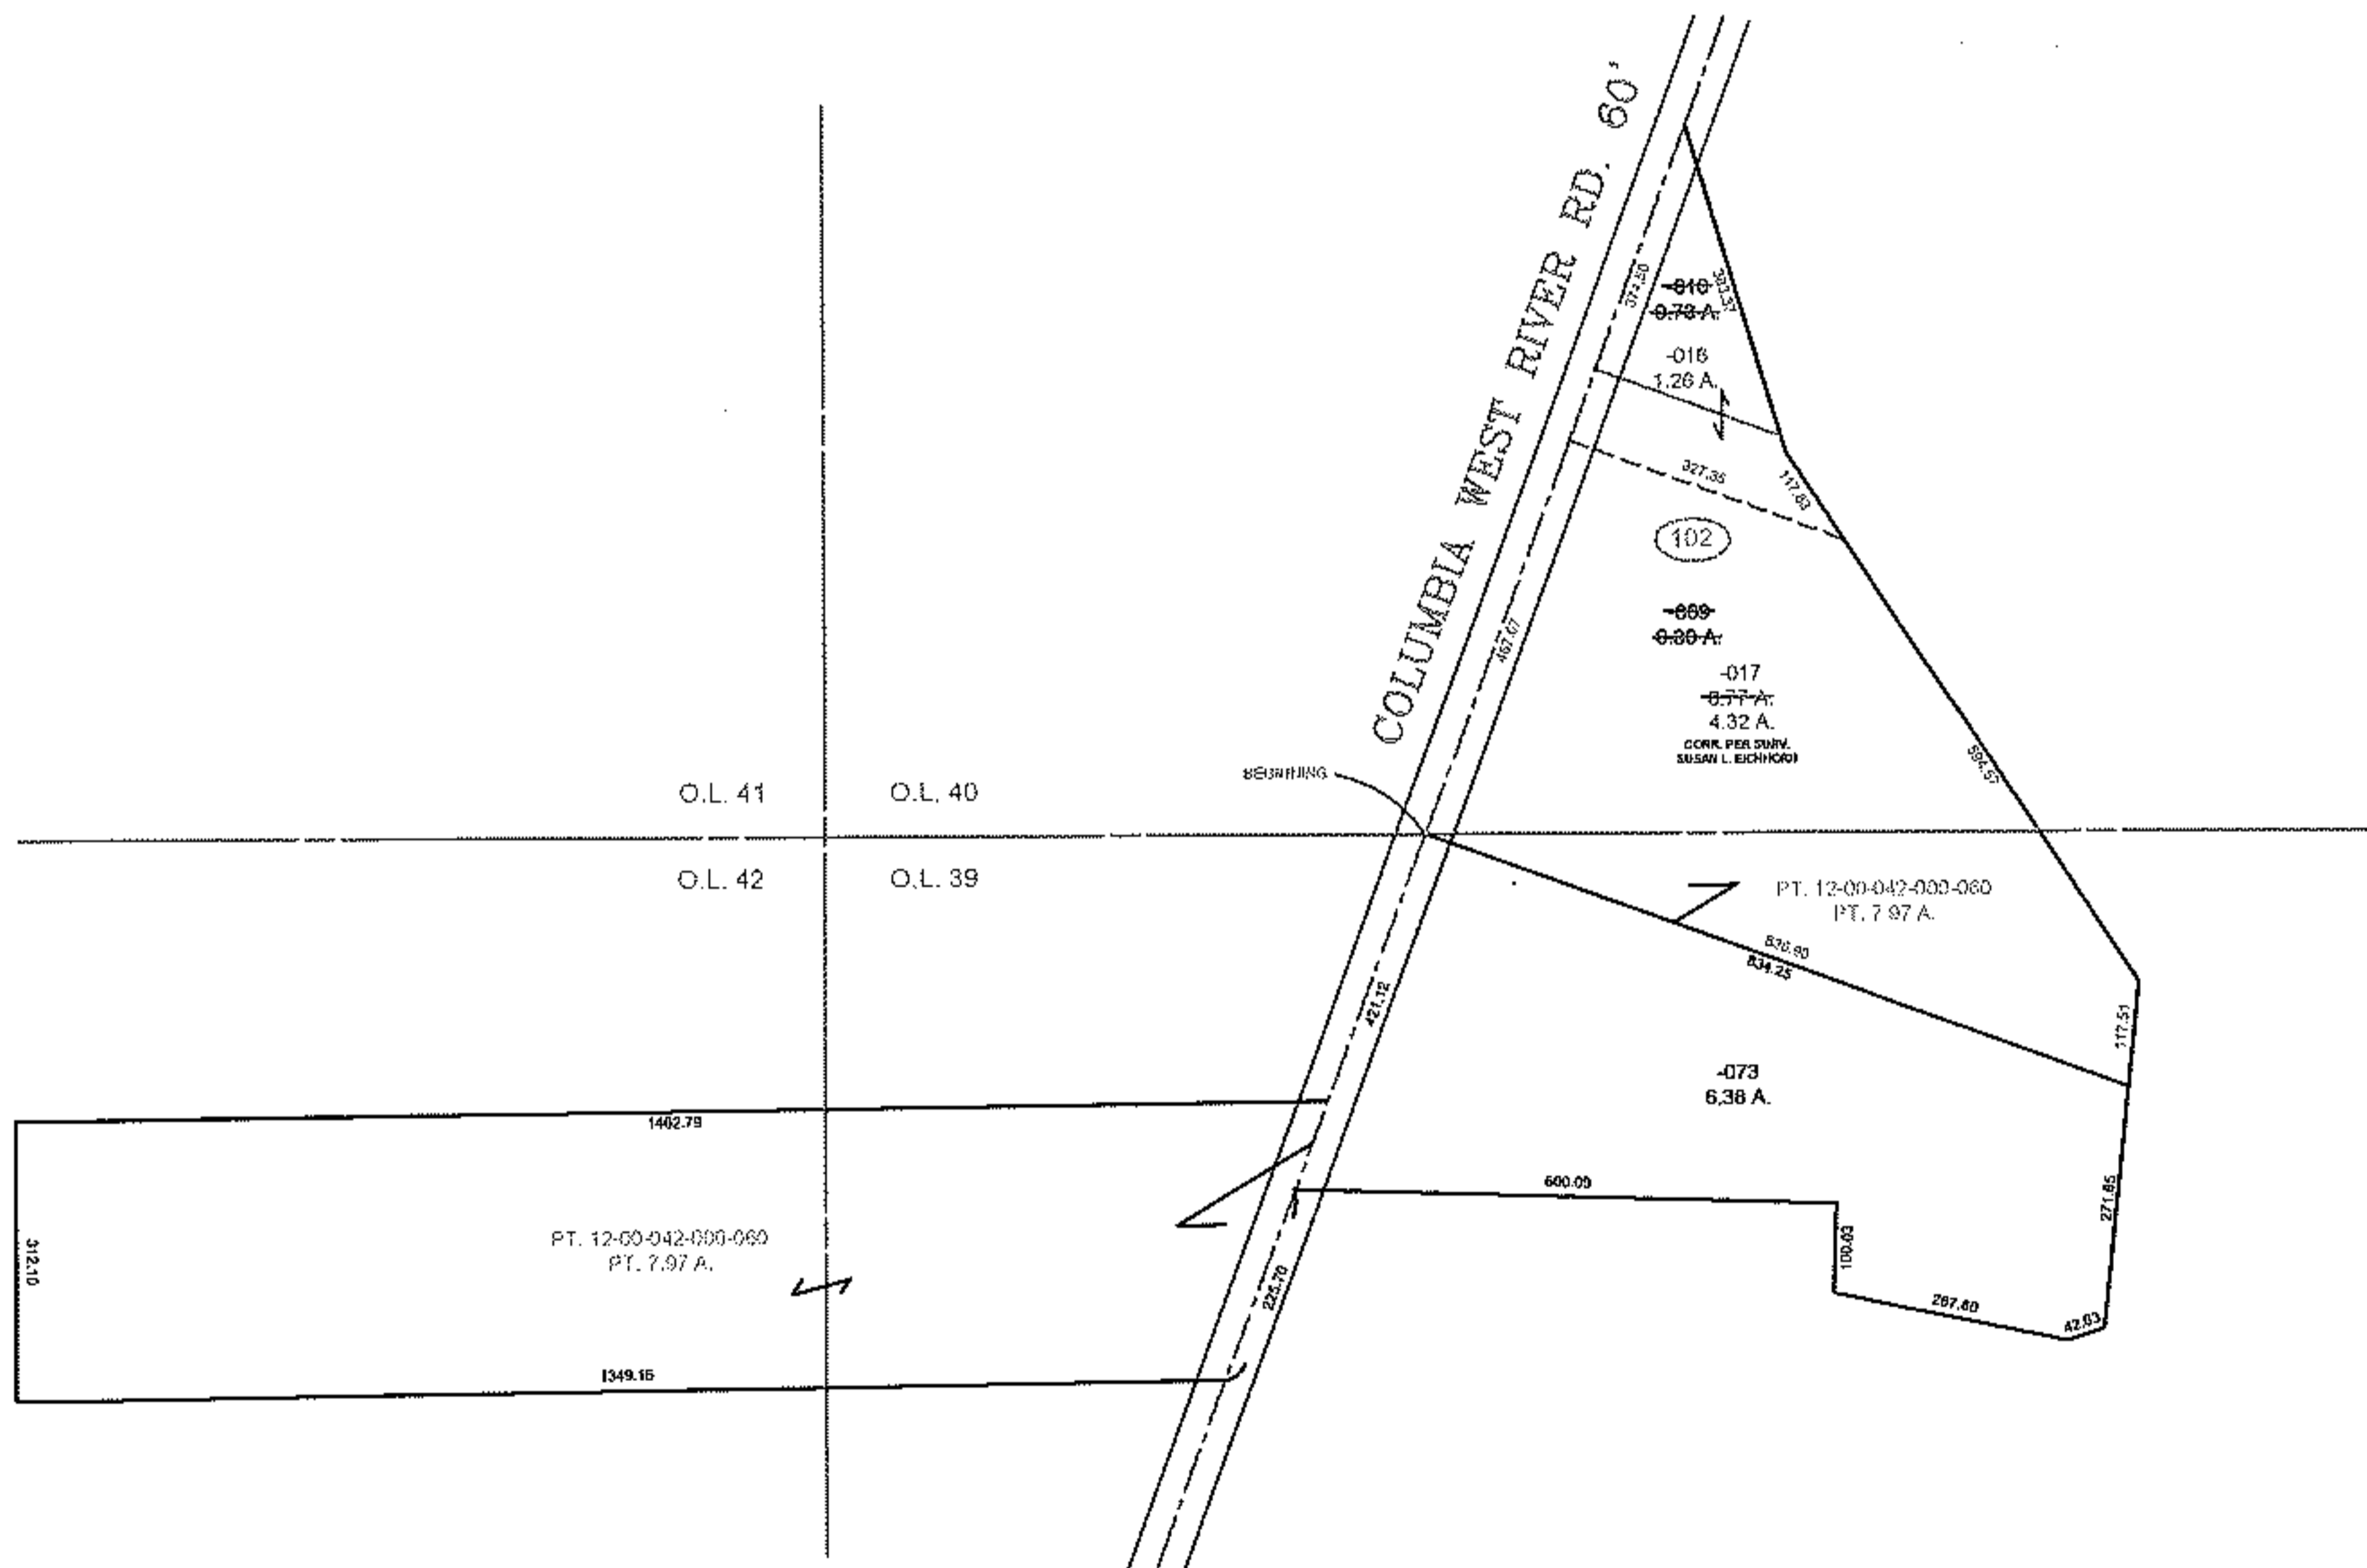 COLUMBIA WEST RIVER RD. 60'
374.50
-010
0.73 A.
-016
1.26 A.
327.35
117.83
102
467.07
0.30 A.
-017
0.77 A.
4.32 A.
CORR. PER SURV.
594.57
BEGINNING
O.L. 41
O.L. 40
O.L. 42
O.L. 39
PT. 12-00-042-000-060
PT. 7.97 A.
834.25
421.12
117.51
-073
6.38 A.
1402.79
600.09
271.65
100.03
312.10
PT. 12-00-042-000-060
PT. 7.97 A.
225.70
267.60
42.03
1349.15